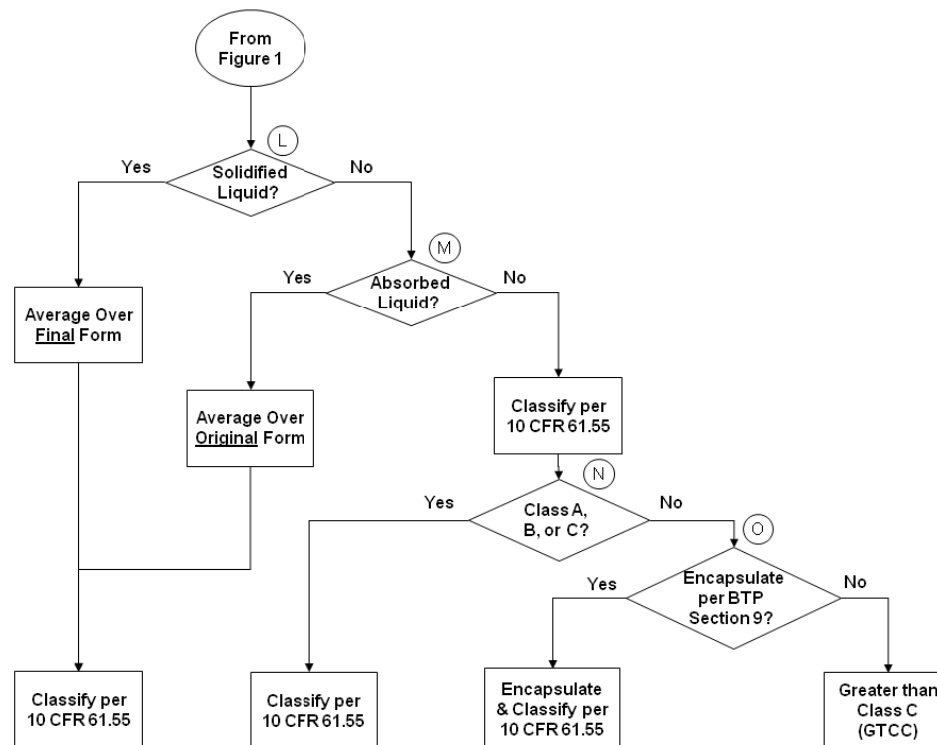 From
Figure 1
L
Yes
Solidified
Liquid?
No
M
Yes
Absorbed
Liquid?
No
Average Over
Final Form
Average Over
Original Form
Classify per
10 CFR 61.55
N
Yes
Class A,
B, or C?
No
O
Yes
Encapsulate
per BTP
Section 9?
No
Classify per
10 CFR 61.55
Classify per
10 CFR 61.55
Encapsulate
& Classify per
10 CFR 61.55
Greater than
Class C
(GTCC)